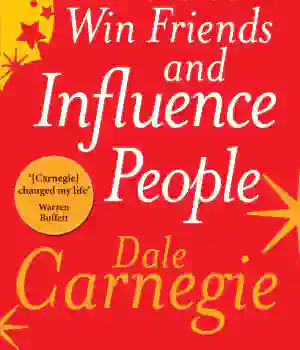 Win Friends
and
Influence
People
'[Carnegie]
changed my life'
Warren
Buffett
Dale
Carnegie